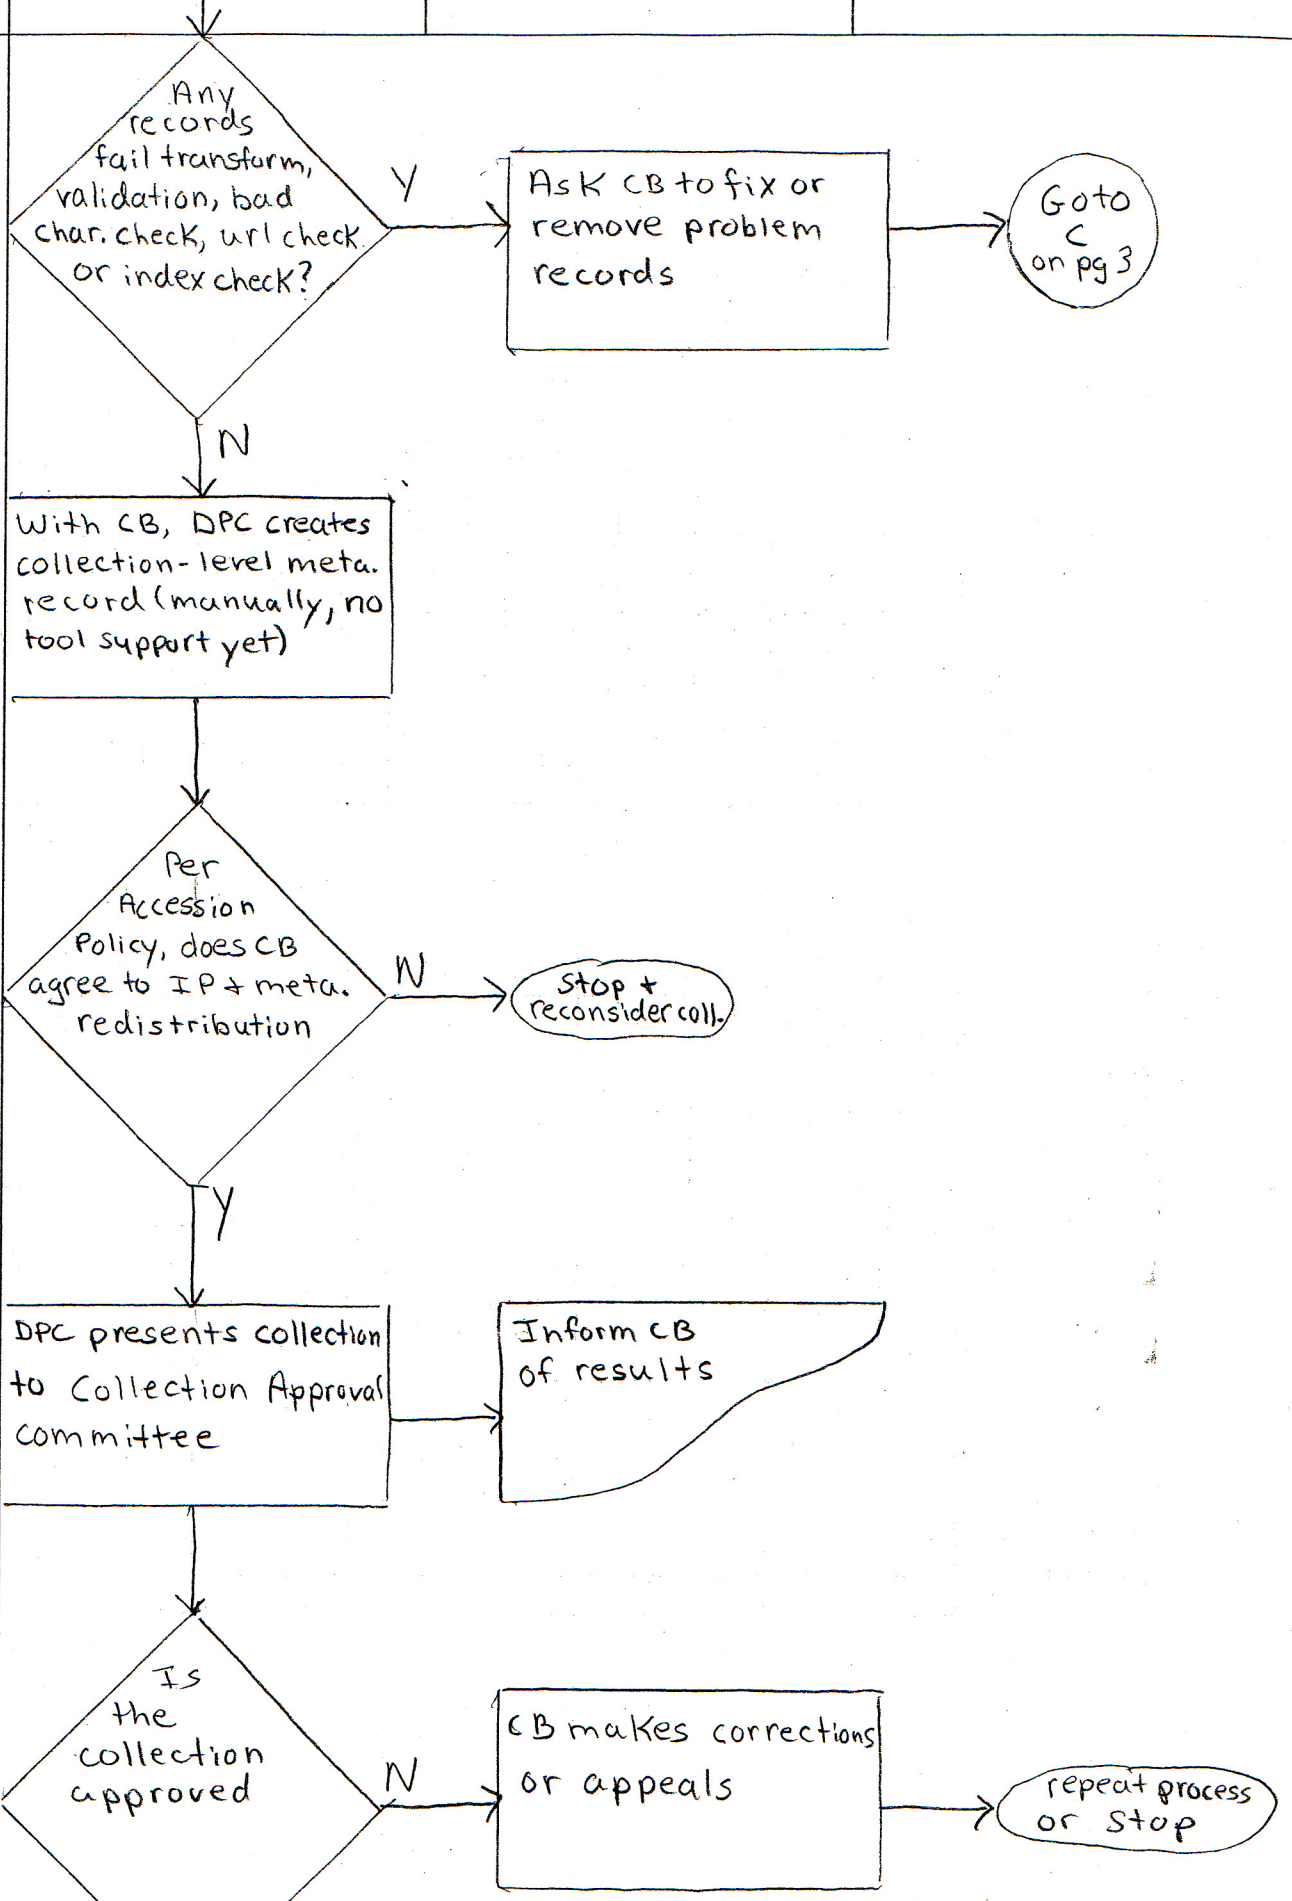 Any
records
fail transform,
validation, bad
char. check, url check
or index check?
Y
Ask CB to fix or
remove problem
records
Goto
C
on pg 3
N
With CB, DPC creates
collection-level meta.
record (manually, no
tool support yet)
Per
Accession
Policy, does CB
agree to IP + meta.
redistribution
N
Stop +
reconsider coll.
Y
DPC presents collection
to Collection Approval
committee
Inform CB
of results
Is
the
collection
approved
N
CB makes corrections
or appeals
repeat process
or Stop